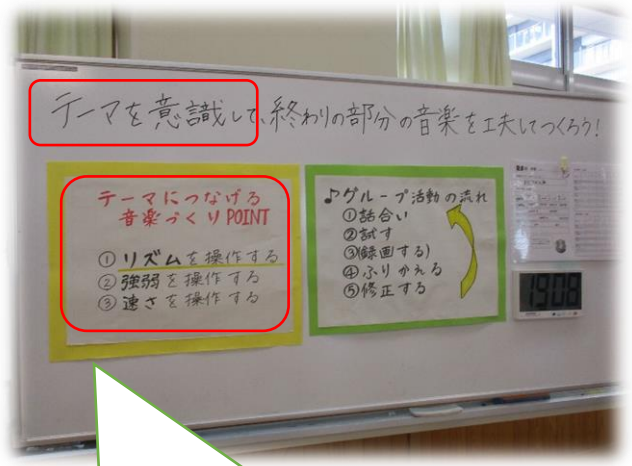 テーマを意識して、終わりの部分の音楽を工夫してつくろう!
テーマにつなげる
音楽づくりPOINT
①リズムを操作する
②強弱を操作する
③速さを操作する
♪グループ活動の流れ
①話合い
②試す
③(録画する)
④ふりかえる
⑤修正する
19:08